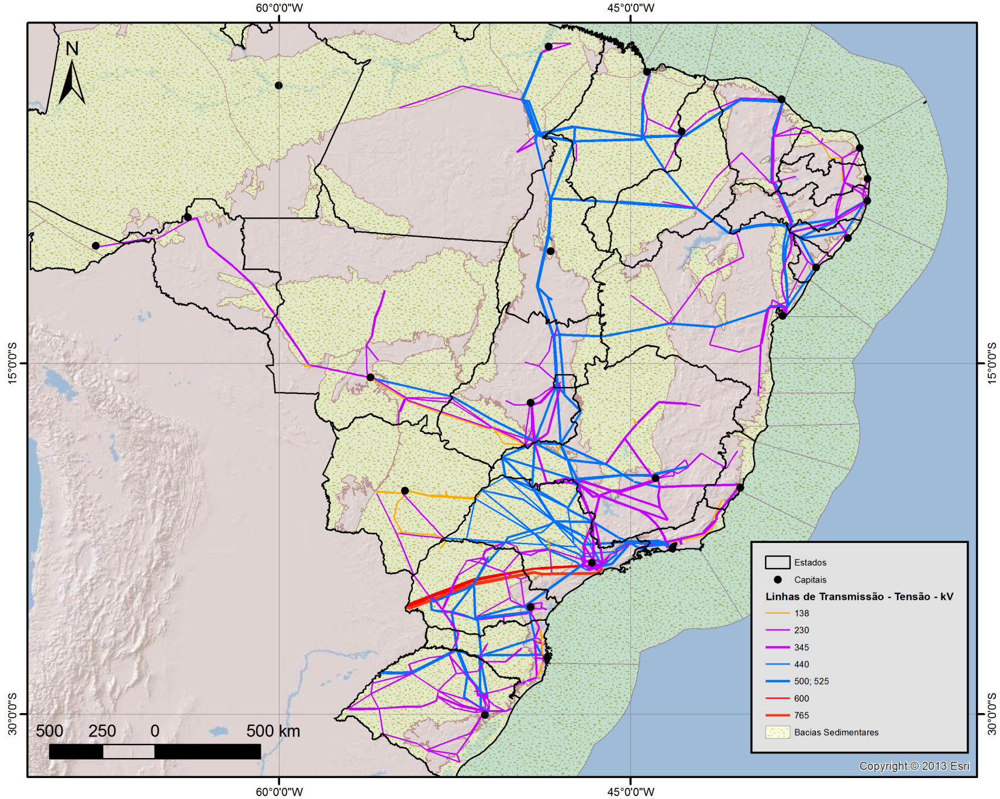 60°0'0"W
45°0'0"W
N
15°0'0"S
15°0'0"S
30°0'0"S
30°0'0"S
500 250 0 500 km
Estados
Capitais
Linhas de Transmissão - Tensão - kV
138
230
345
440
500; 525
600
765
Bacias Sedimentares
Copyright:© 2013 Esri
60°0'0"W
45°0'0"W